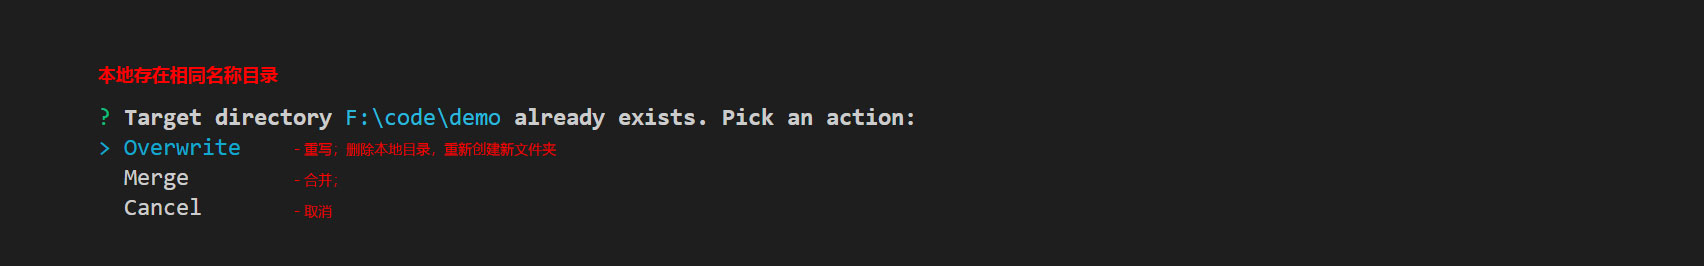 本地存在相同名称目录
? Target directory F:\code\demo already exists. Pick an action:
> Overwrite - 重写；删除本地目录，重新创建新文件夹
Merge - 合并；
Cancel - 取消